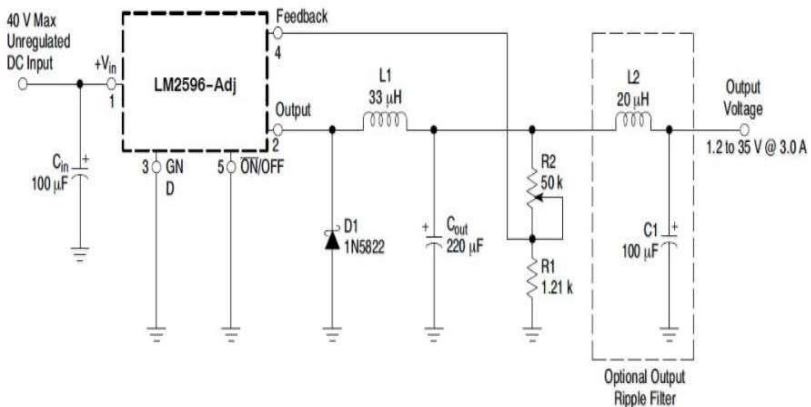 40 V Max
Unregulated
DC Input
+Vin
1
LM2596-Adj
Feedback
4
Output
2
3
GN
D
5
ON/OFF
Cin
100 µF
+
L1
33 µH
D1
1N5822
+
Cout
220 µF
R2
50 k
R1
1.21 k
L2
20 µH
C1
100 µF
+
Output
Voltage
1.2 to 35 V @ 3.0 A
Optional Output
Ripple Filter